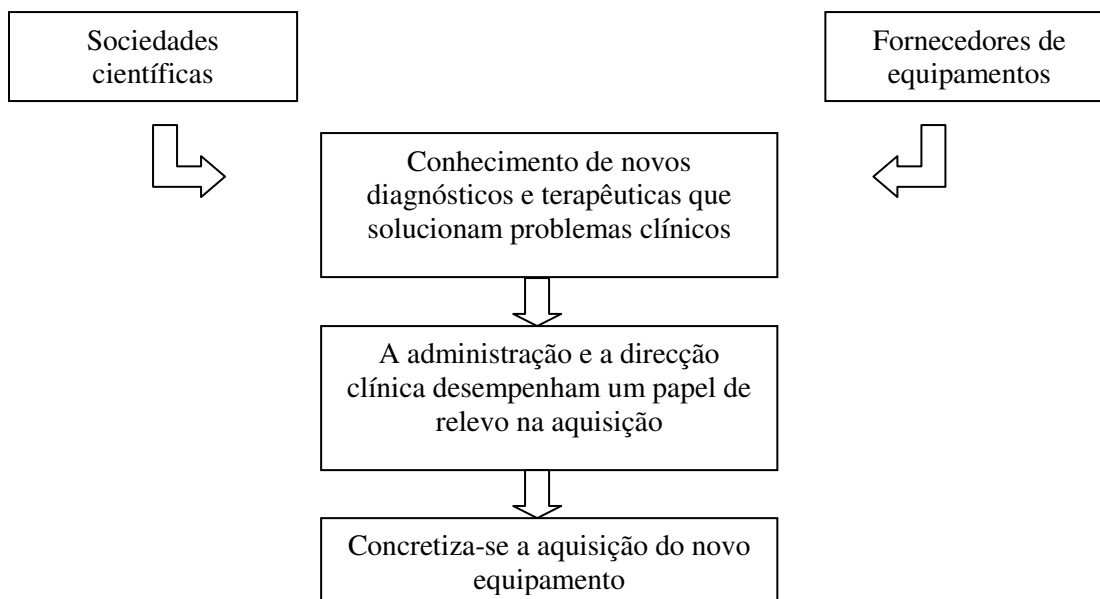 Sociedades
científicas
Fornecedores de
equipamentos
Conhecimento de novos
diagnósticos e terapêuticas que
solucionam problemas clínicos
A administração e a direcção
clínica desempenham um papel de
relevo na aquisição
Concretiza-se a aquisição do novo
equipamento